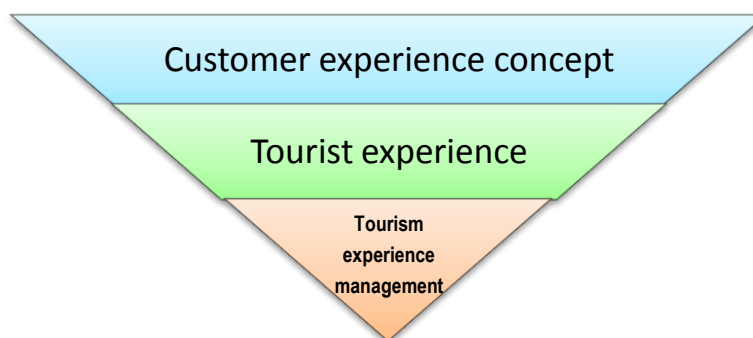 Customer experience concept
Tourist experience
Tourism
experience
management